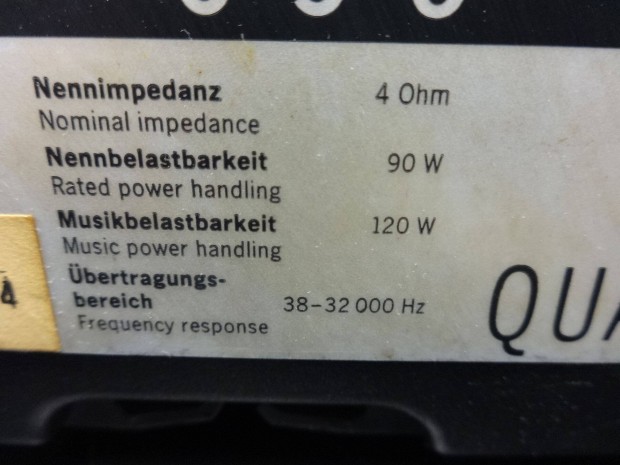 Nennimpedanz 4 Ohm
Nominal impedance
Nennbelastbarkeit 90 W
Rated power handling
Musikbelastbarkeit 120 W
Music power handling
Übertragungs-
bereich 38–32 000 Hz
Frequency response
4